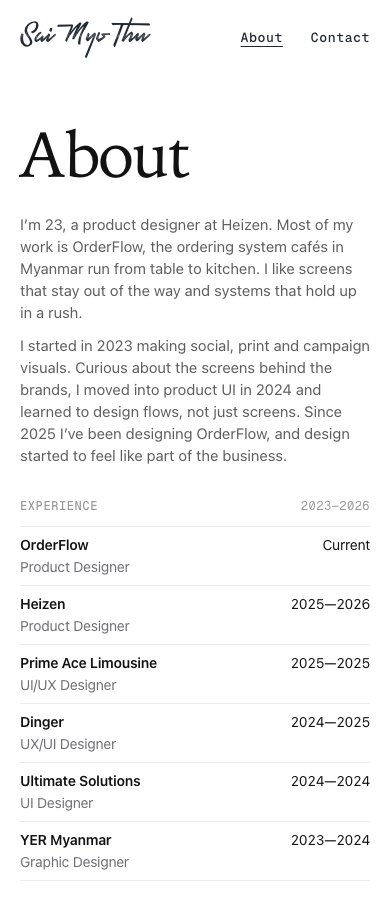 Sai Myo Thu
About
Contact
About
I’m 23, a product designer at Heizen. Most of my
work is OrderFlow, the ordering system cafés in
Myanmar run from table to kitchen. I like screens
that stay out of the way and systems that hold up
in a rush.
I started in 2023 making social, print and campaign
visuals. Curious about the screens behind the
brands, I moved into product UI in 2024 and
learned to design flows, not just screens. Since
2025 I’ve been designing OrderFlow, and design
started to feel like part of the business.
EXPERIENCE 2023—2026
OrderFlow Current
Product Designer
Heizen 2025—2026
Product Designer
Prime Ace Limousine 2025—2025
UI/UX Designer
Dinger 2024—2025
UX/UI Designer
Ultimate Solutions 2024—2024
UI Designer
YER Myanmar 2023—2024
Graphic Designer